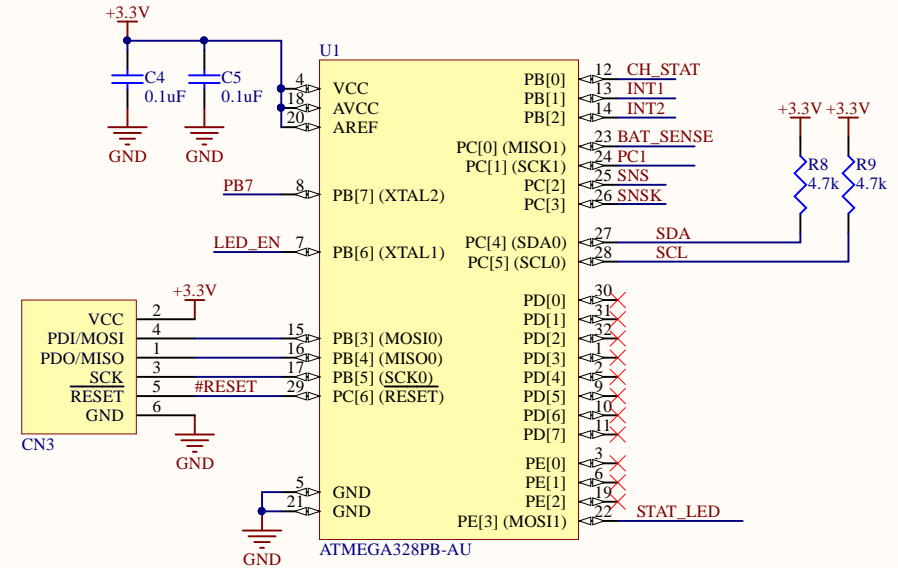 +3.3V
C4
0.1uF
C5
0.1uF
GND
GND
U1
4 VCC
18 AVCC
20 AREF
PB7 8 PB[7] (XTAL2)
LED_EN 7 PB[6] (XTAL1)
+3.3V
VCC 2
PDI/MOSI 4
PDO/MISO 1
SCK 3
RESET 5 #RESET
GND 6
CN3
GND
15 PB[3] (MOSI0)
16 PB[4] (MISO0)
17 PB[5] (SCK0)
29 PC[6] (RESET)
5 GND
21 GND
GND
ATMEGA328PB-AU
PB[0] 12 CH_STAT
PB[1] 13 INT1
PB[2] 14 INT2
PC[0] (MISO1) 23 BAT_SENSE
PC[1] (SCK1) 24 PC1
PC[2] 25 SNS
PC[3] 26 SNSK
PC[4] (SDA0) 27 SDA
PC[5] (SCL0) 28 SCL
+3.3V +3.3V
R8
4.7k
R9
4.7k
PD[0] 30
PD[1] 31
PD[2] 32
PD[3] 1
PD[4] 2
PD[5] 9
PD[6] 10
PD[7] 11
PE[0] 3
PE[1] 6
PE[2] 19
PE[3] (MOSI1) 22 STAT_LED